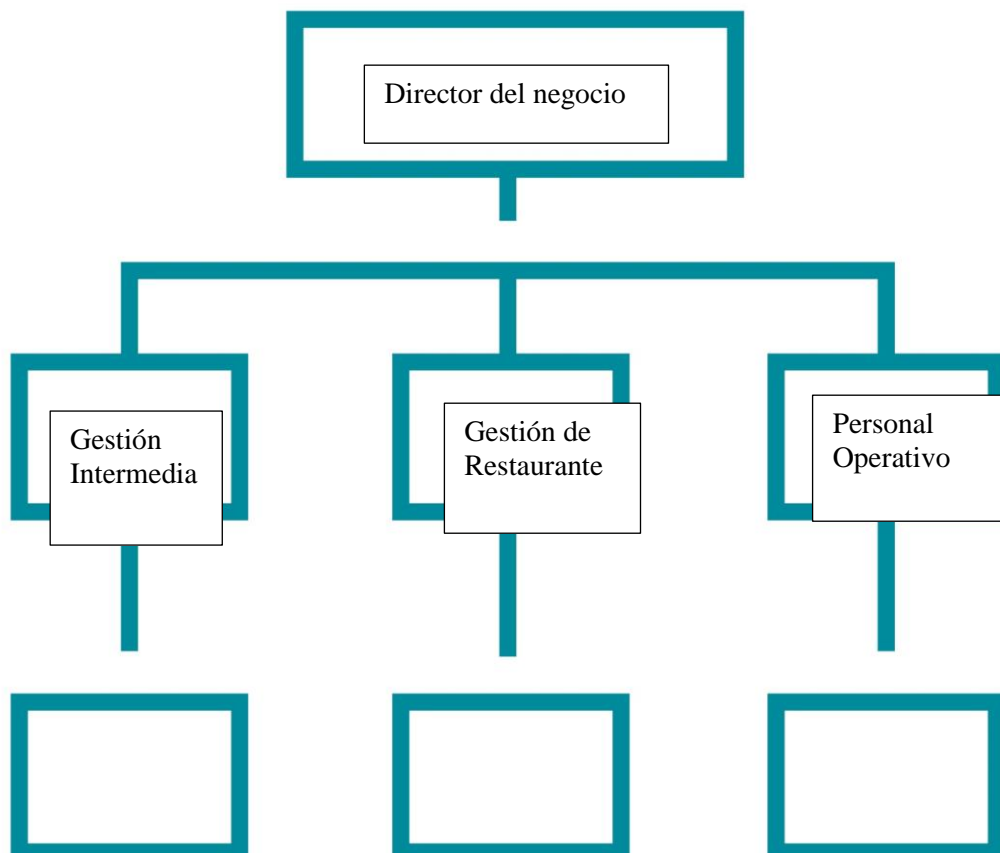 Director del negocio
Gestión
Intermedia
Gestión de
Restaurante
Personal
Operativo